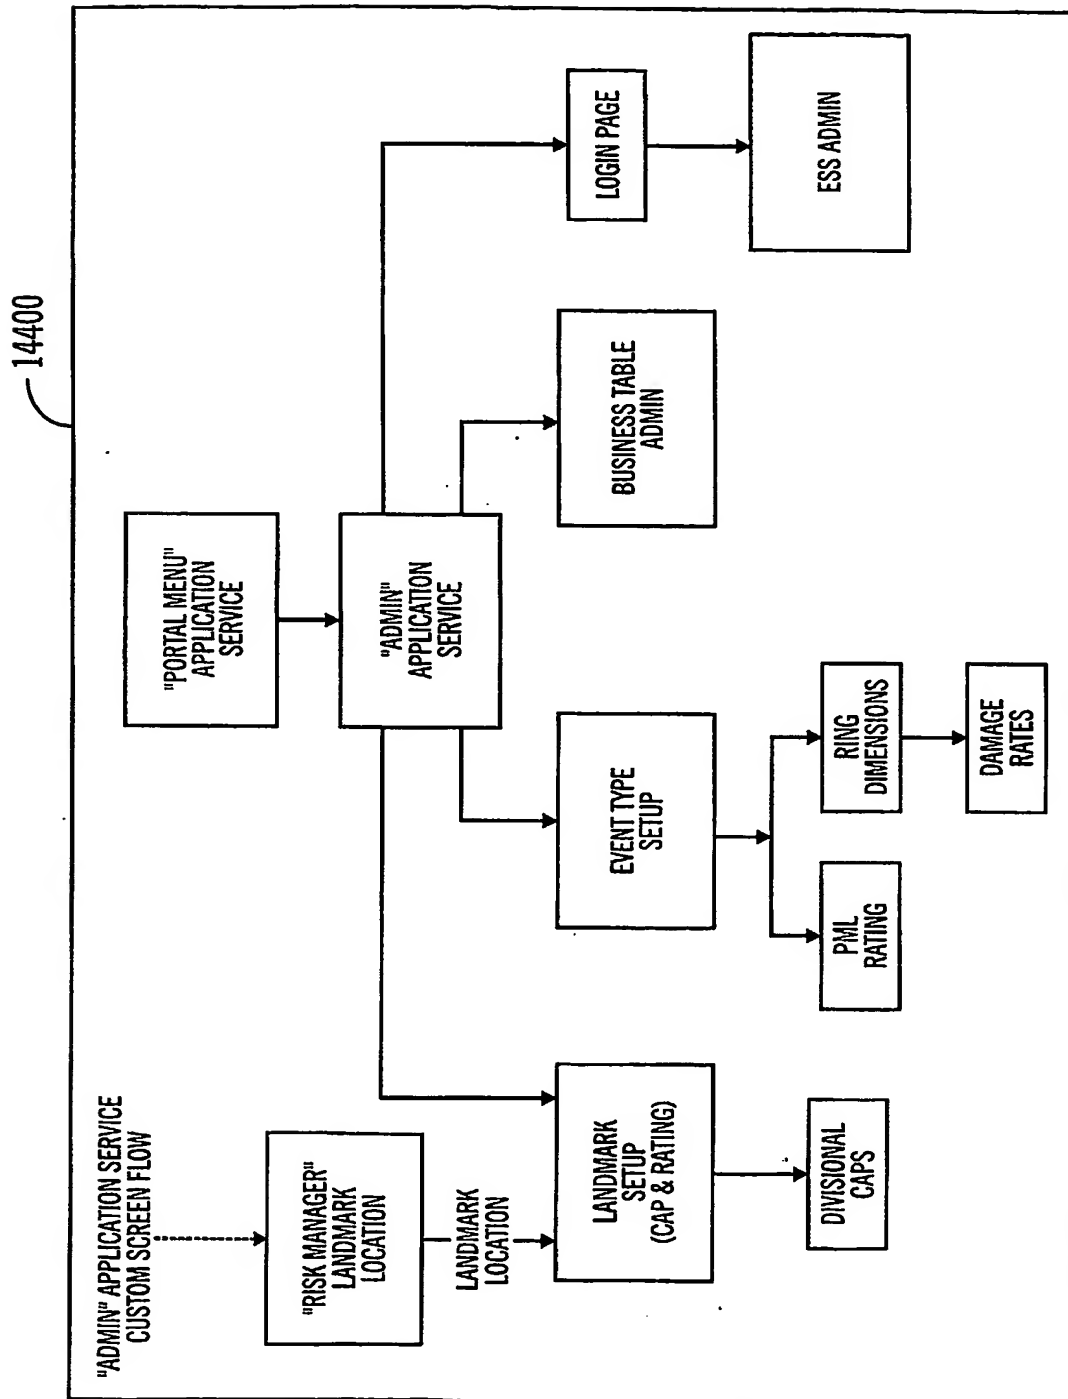 14400
"ADMIN" APPLICATION SERVICE
CUSTOM SCREEN FLOW
"PORTAL MENU"
APPLICATION
SERVICE
"RISK MANAGER"
LANDMARK
LOCATION
LANDMARK
LOCATION
"ADMIN"
APPLICATION
SERVICE
LANDMARK
SETUP
(CAP & RATING)
EVENT TYPE
SETUP
BUSINESS TABLE
ADMIN
LOGIN PAGE
DIVISIONAL
CAPS
PML
RATING
RING
DIMENSIONS
DAMAGE
RATES
ESS ADMIN